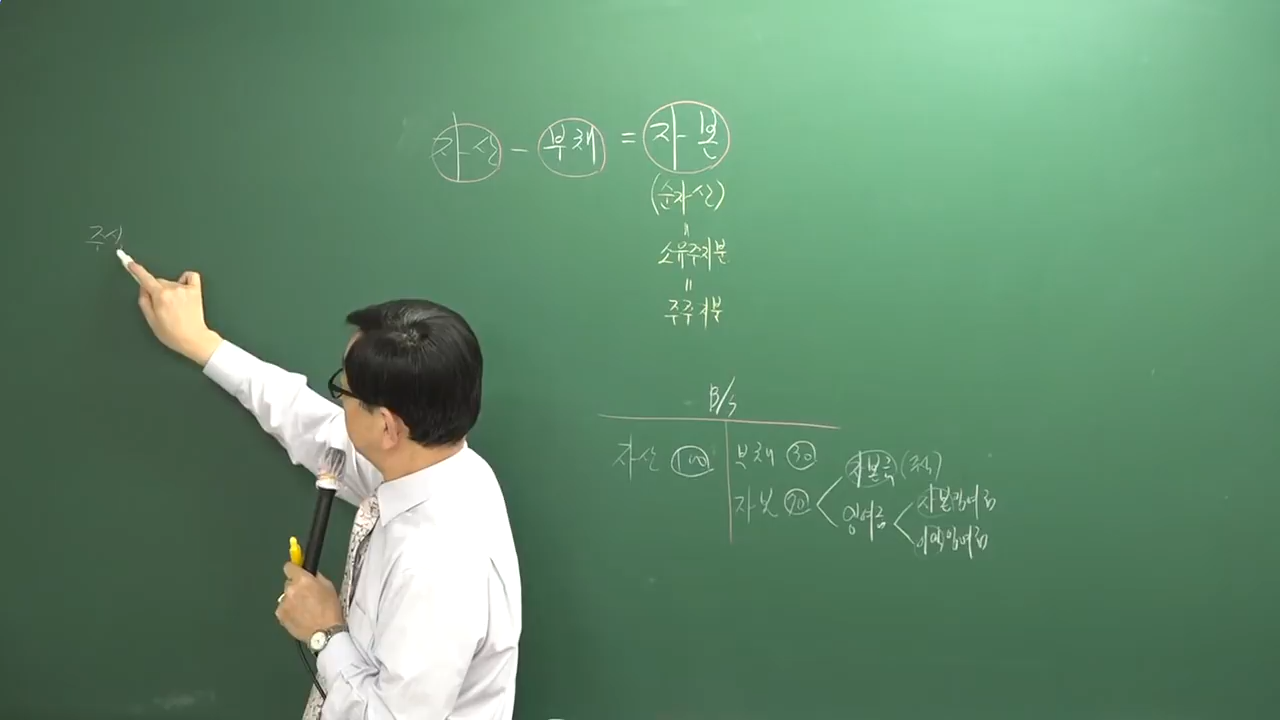 자산 - 부채 = 자본
(순자산)
=
소유주지분
=
주주지분
주식
B/S
자산 100 부채 30
자본 70 자본금 (주식)
잉여금 자본잉여금
이익잉여금